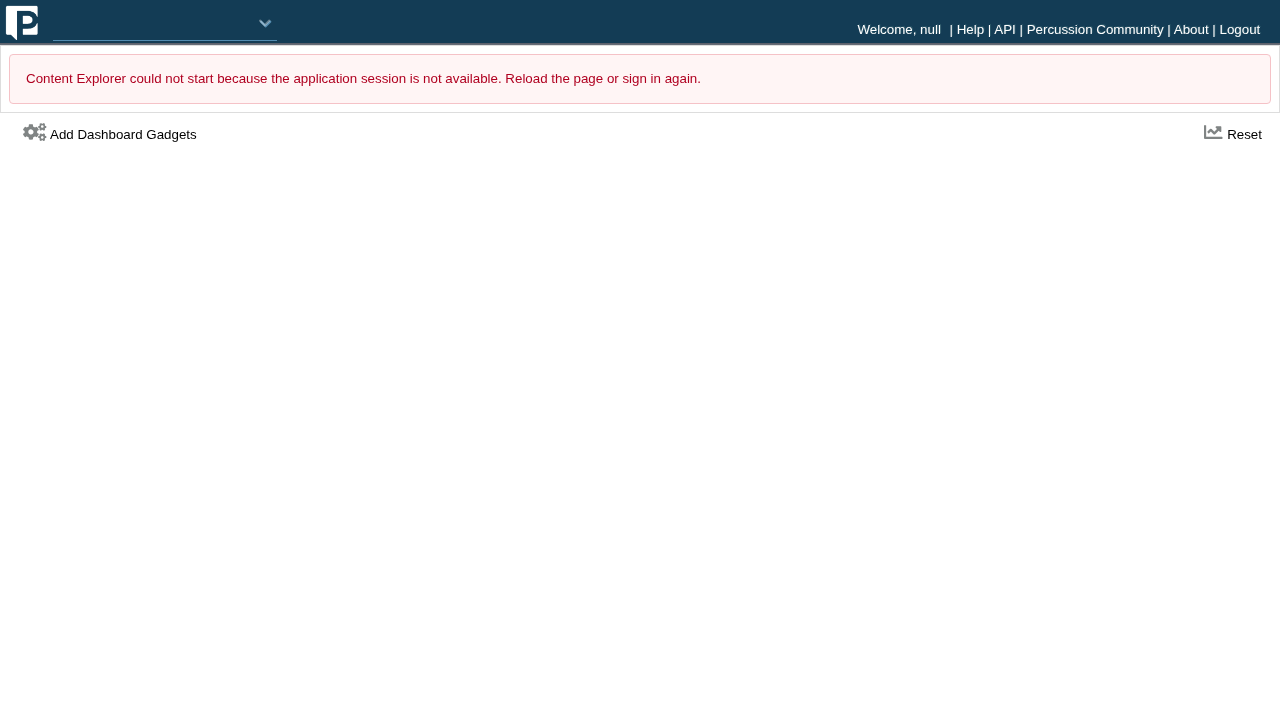 Welcome, null | Help | API | Percussion Community | About | Logout
Content Explorer could not start because the application session is not available. Reload the page or sign in again.
Add Dashboard Gadgets
Reset